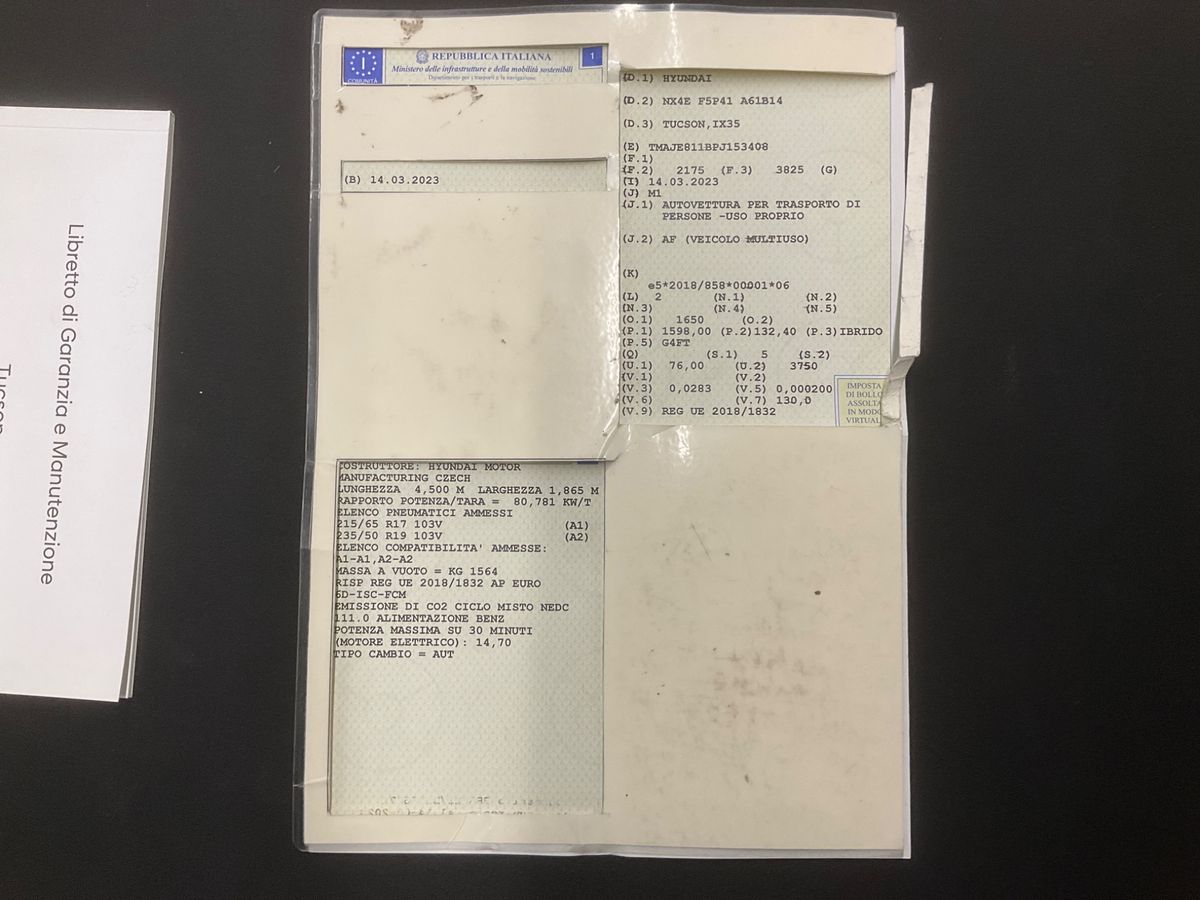 Libretto di Garanzia e Manutenzione
Tucson
COMUNITÀ
REPUBBLICA ITALIANA
1
Ministero delle infrastrutture e della mobilità sostenibili
Dipartimento per i trasporti e la navigazione
(B) 14.03.2023
(D.1) HYUNDAI
(D.2) NX4E F5P41 A61B14
(D.3) TUCSON,IX35
(E) TMAJE811BPJ153408
(F.1)
(F.2) 2175 (F.3) 3825 (G)
(I) 14.03.2023
(J) M1
(J.1) AUTOVETTURA PER TRASPORTO DI
PERSONE -USO PROPRIO
(J.2) AF (VEICOLO MULTIUSO)
(K)
e5*2018/858*00001*06
(L) 2 (N.1) (N.2)
(N.3) (N.4) (N.5)
(O.1) 1650 (O.2)
(P.1) 1598,00 (P.2)132,40 (P.3)IBRIDO
(P.5) G4FT
(Q) (S.1) 5 (S.2)
(U.1) 76,00 (U.2) 3750
(V.1) (V.2)
(V.3) 0,0283 (V.5) 0,000200
(V.6) (V.7) 130,0
(V.9) REG UE 2018/1832
IMPOSTA
DI BOLLO
ASSOLTA
IN MODO
VIRTUAL
COSTRUTTORE: HYUNDAI MOTOR
MANUFACTURING CZECH
LUNGHEZZA 4,500 M LARGHEZZA 1,865 M
RAPPORTO POTENZA/TARA = 80,781 KW/T
ELENCO PNEUMATICI AMMESSI
215/65 R17 103V (A1)
235/50 R19 103V (A2)
ELENCO COMPATIBILITA' AMMESSE:
A1-A1,A2-A2
MASSA A VUOTO = KG 1564
RISP REG UE 2018/1832 AP EURO
6D-ISC-FCM
EMISSIONE DI CO2 CICLO MISTO NEDC
111.0 ALIMENTAZIONE BENZ
POTENZA MASSIMA SU 30 MINUTI
(MOTORE ELETTRICO): 14,70
TIPO CAMBIO = AUT